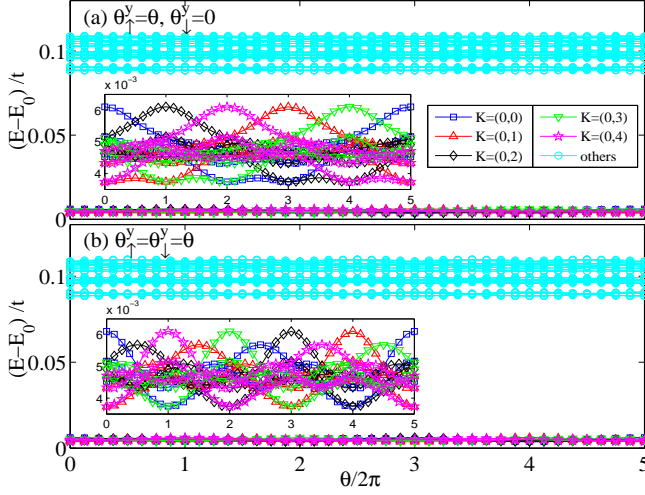 (a) θ↑^y=θ, θ↓^y=0
(E−E₀) /t
0.1
0.05
0
x 10⁻³
6
5
4
0 1 2 3 4 5
K=(0,0) K=(0,3)
K=(0,1) K=(0,4)
K=(0,2) others
(b) θ↑^y=θ↓^y=θ
(E−E₀) /t
0.1
0.05
0
x 10⁻³
6
5
4
0 1 2 3 4 5
0 1 2 3 4 5
θ/2π